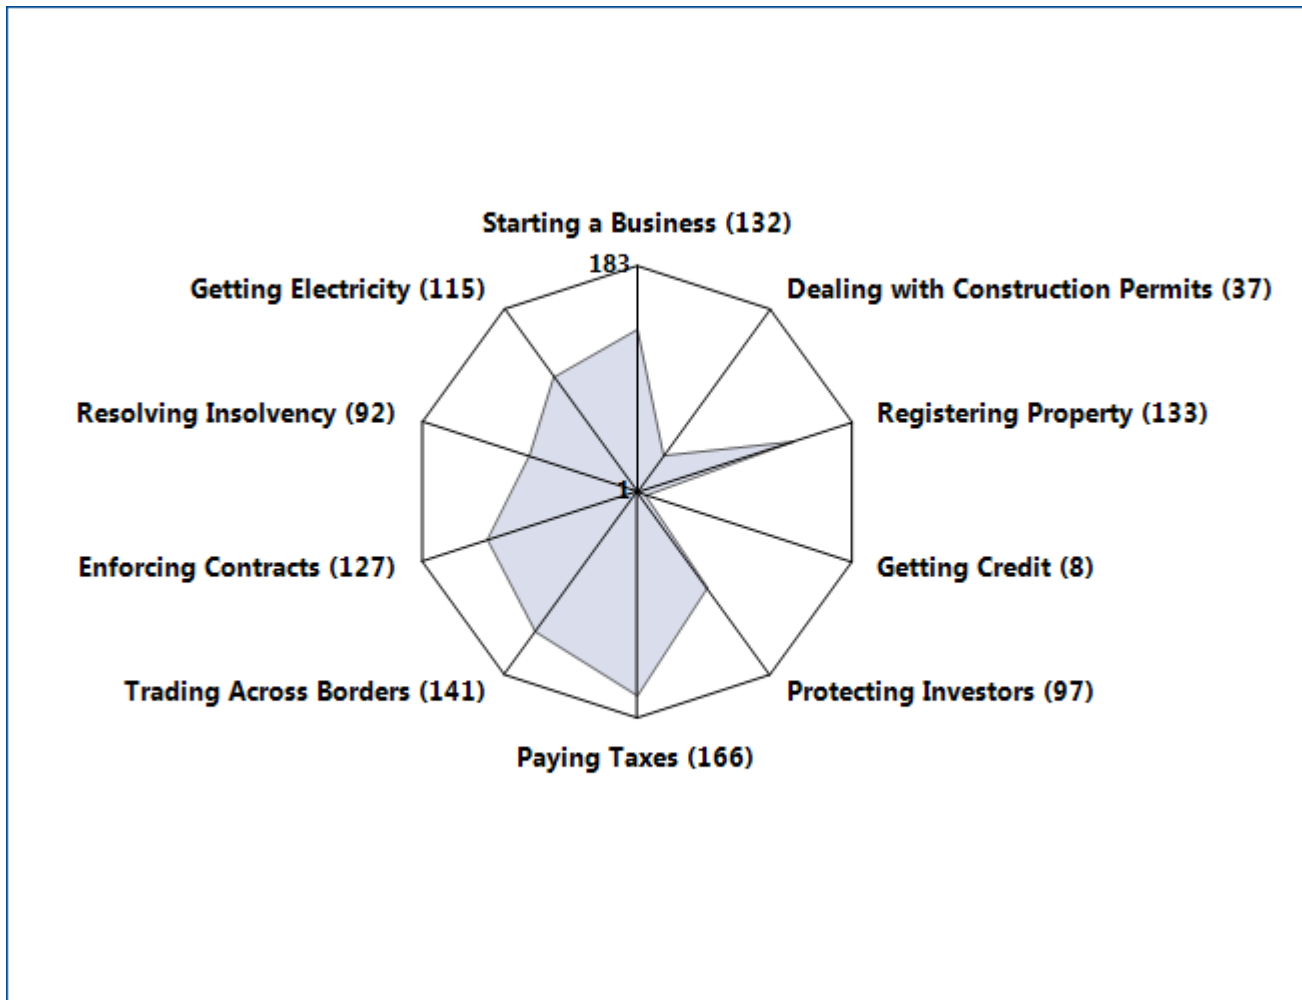 Starting a Business (132)
183
Getting Electricity (115)
Dealing with Construction Permits (37)
Resolving Insolvency (92)
Registering Property (133)
1
Enforcing Contracts (127)
Getting Credit (8)
Trading Across Borders (141)
Protecting Investors (97)
Paying Taxes (166)